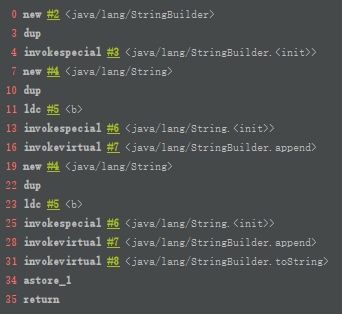 0 new #2 <java/lang/StringBuilder>
3 dup
4 invokespecial #3 <java/lang/StringBuilder.<init>>
7 new #4 <java/lang/String>
10 dup
11 ldc #5 <b>
13 invokespecial #6 <java/lang/String.<init>>
16 invokevirtual #7 <java/lang/StringBuilder.append>
19 new #4 <java/lang/String>
22 dup
23 ldc #5 <b>
25 invokespecial #6 <java/lang/String.<init>>
28 invokevirtual #7 <java/lang/StringBuilder.append>
31 invokevirtual #8 <java/lang/StringBuilder.toString>
34 astore_1
35 return